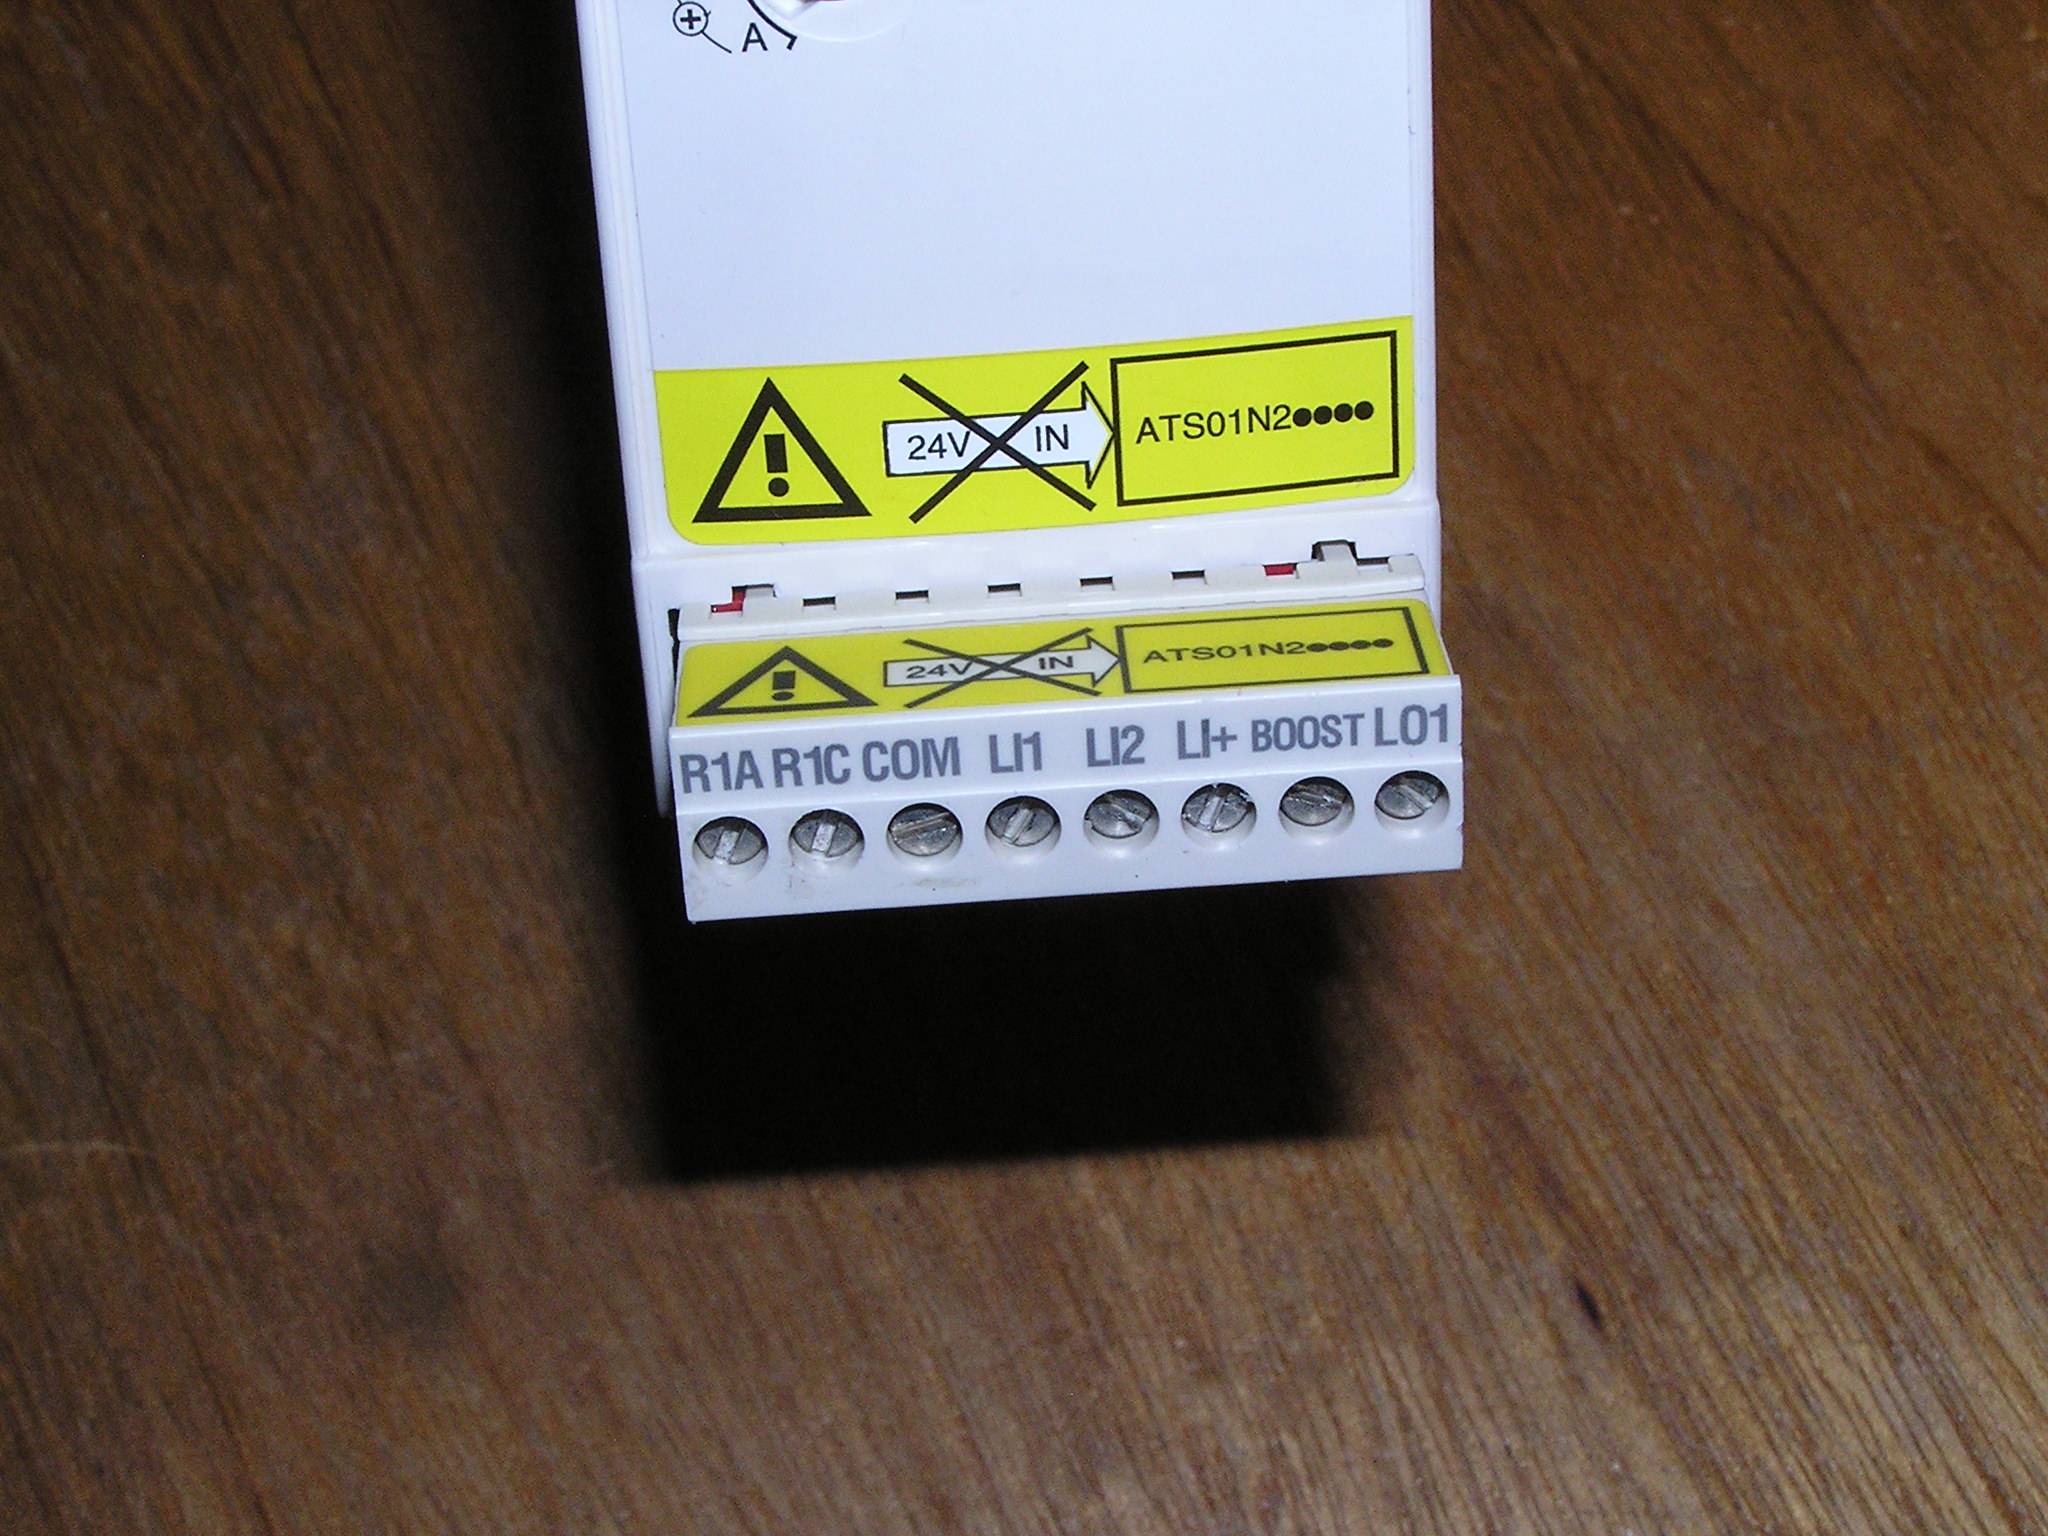 A
24V IN ATS01N2●●●●
24V IN ATS01N2●●●●
R1A R1C COM LI1 LI2 LI+ BOOST LO1